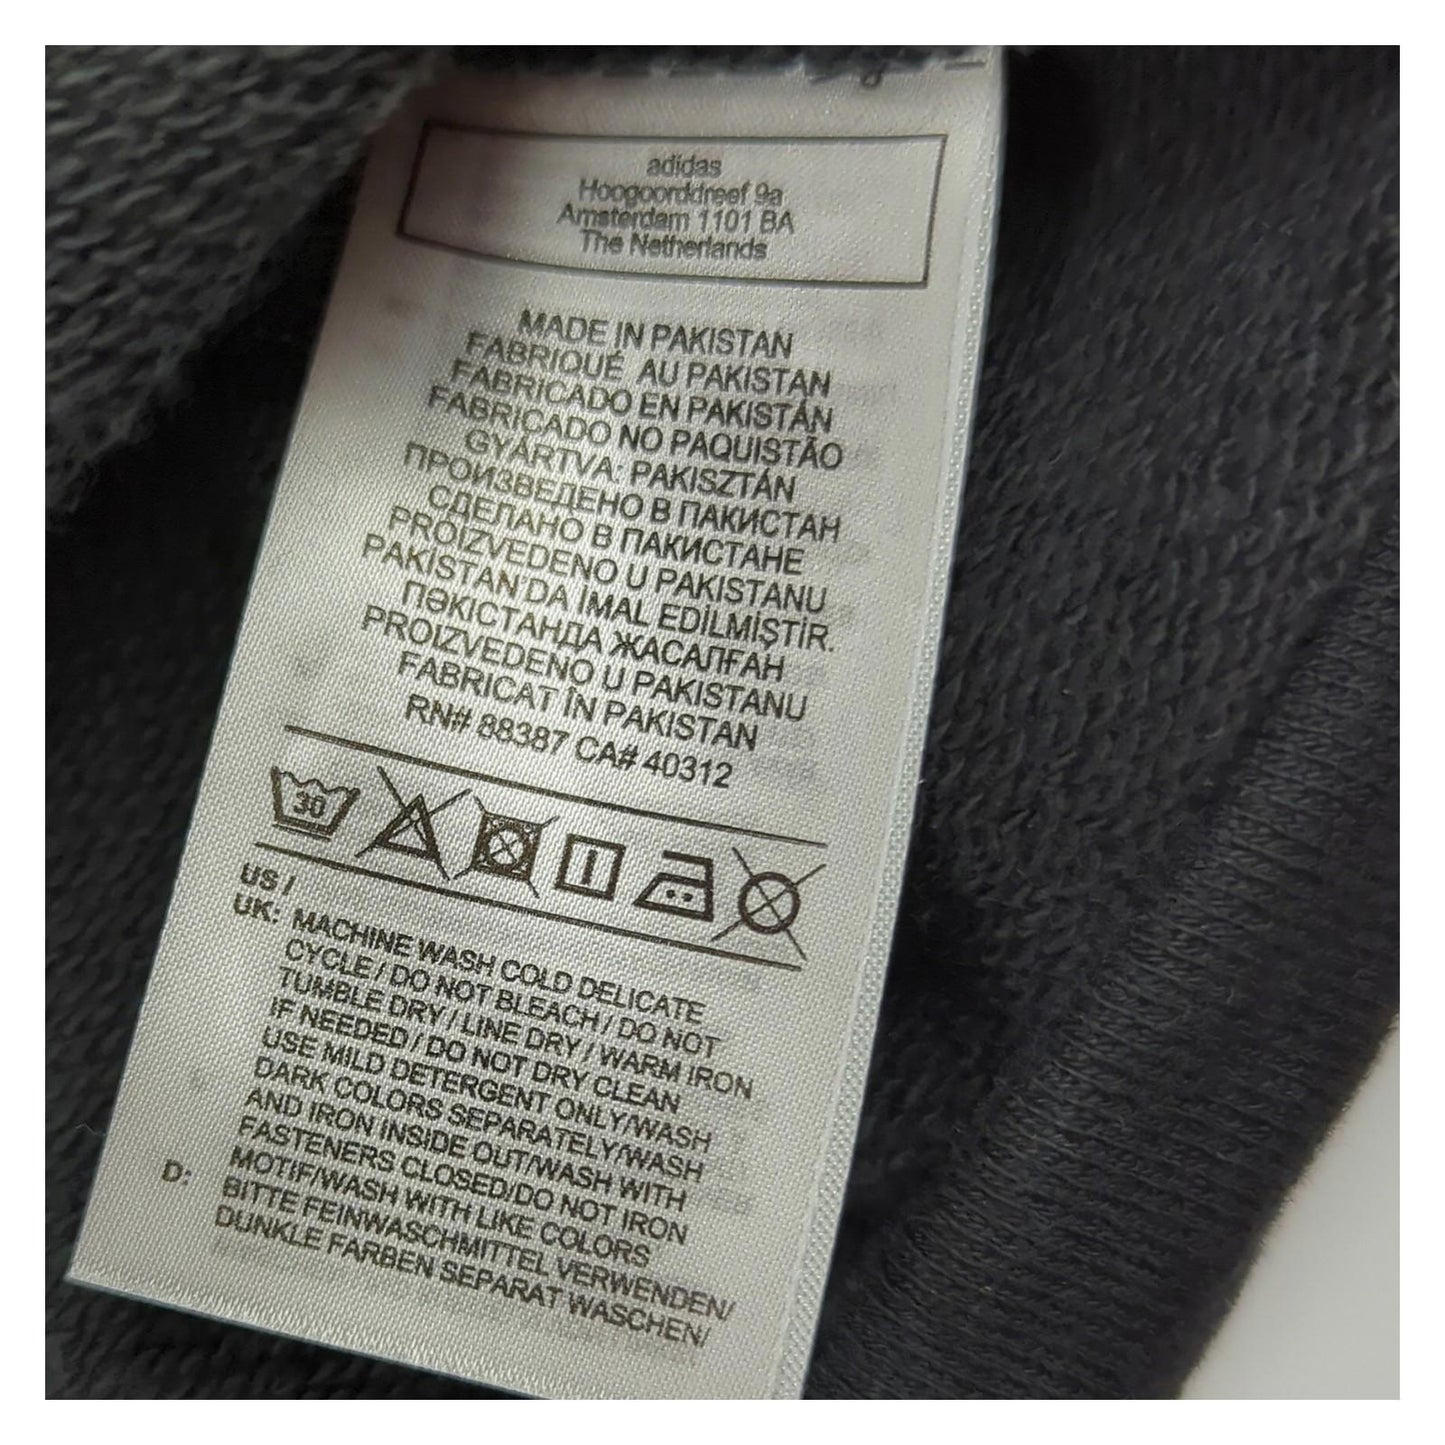 adidas
Hoogoorddreef 9a
Amsterdam 1101 BA
The Netherlands
MADE IN PAKISTAN
FABRIQUÉ AU PAKISTAN
FABRICADO EN PAKISTÁN
FABRICADO NO PAQUISTÃO
GYÁRTVA: PAKISZTÁN
ПРОИЗВЕДЕНО В ПАКИСТАН
СДЕЛАНО В ПАКИСТАНЕ
PROIZVEDENO U PAKISTANU
PAKISTAN'DA İMAL EDİLMİŞTİR.
ПӘКІСТАНДА ЖАСАЛҒАН
PROIZVEDENO U PAKISTANU
FABRICAT ÎN PAKISTAN
RN# 88387 CA# 40312
30
US /
UK: MACHINE WASH COLD DELICATE
CYCLE / DO NOT BLEACH / DO NOT
TUMBLE DRY / LINE DRY / WARM IRON
IF NEEDED / DO NOT DRY CLEAN
USE MILD DETERGENT ONLY/WASH
DARK COLORS SEPARATELY/WASH
AND IRON INSIDE OUT/WASH WITH
FASTENERS CLOSED/DO NOT IRON
MOTIF/WASH WITH LIKE COLORS
D: BITTE FEINWASCHMITTEL VERWENDEN/
DUNKLE FARBEN SEPARAT WASCHEN/